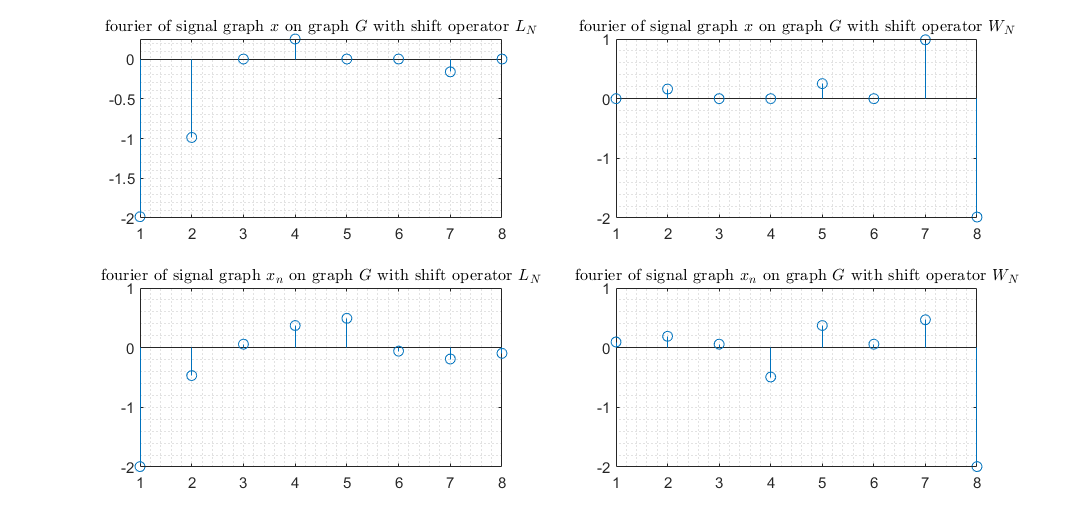 fourier of signal graph x on graph G with shift operator L_N
0
-0.5
-1
-1.5
-2
1 2 3 4 5 6 7 8
fourier of signal graph x on graph G with shift operator W_N
1
0
-1
-2
1 2 3 4 5 6 7 8
fourier of signal graph x_n on graph G with shift operator L_N
1
0
-1
-2
1 2 3 4 5 6 7 8
fourier of signal graph x_n on graph G with shift operator W_N
1
0
-1
-2
1 2 3 4 5 6 7 8